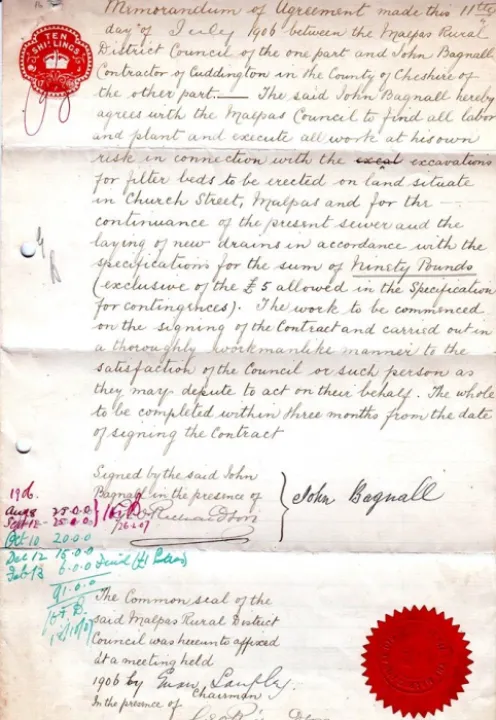 TEN
SHILLINGS
Memorandum of Agreement made this 11th
day of July 1906 between the Malpas Rural
District Council of the one part and John Bagnall
Contractor of Cuddington in the County of Cheshire of
the other part. — The said John Bagnall hereby
agrees with the Malpas Council to find all labor
and plant and execute all work at his own
risk in connection with the excavations
for filter beds to be erected on land situate
in Church Street, Malpas and for the —
continuance of the present sewer and the
laying of new drains in accordance with the
specifications for the sum of Ninety Pounds
(exclusive of the £5 allowed in the Specification
for contingences). The work to be commenced
on the signing of the Contract and carried out in
a thoroughly workmanlike manner to the
satisfaction of the Council or such person as
they may depute to act on their behalf. The whole
to be completed within three months from the date
of signing the Contract
Signed by the said John
Bagnall in the presence of
Richardson
John Bagnall
1906
Aug 8 25.0.0
Sept 12 25.0.0
26.2.07
Oct 10 20.0.0
Dec 12 15.0.0
Feb 13 6.0.0
91.0.0
The Common seal of the
said Malpas Rural District
Council was hereunto affixed
at a meeting held
1906 by
Chairman
In the presence of